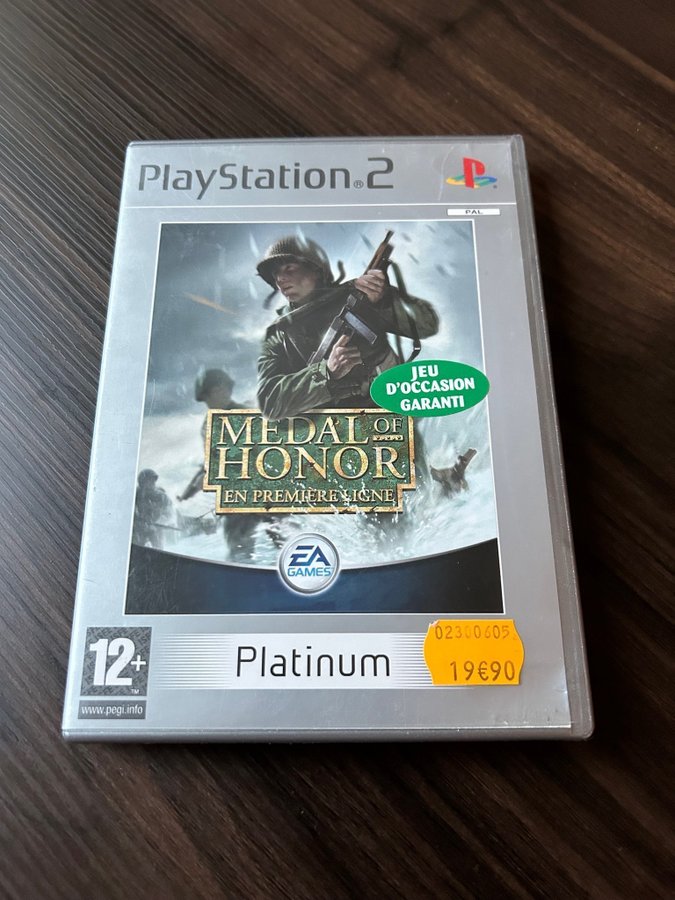 PlayStation®2
PAL
JEU
D'OCCASION
GARANTI
MEDAL OF
HONOR
EN PREMIÈRE LIGNE
EA
GAMES
12+
TM
www.pegi.info
Platinum
02300605
19€90